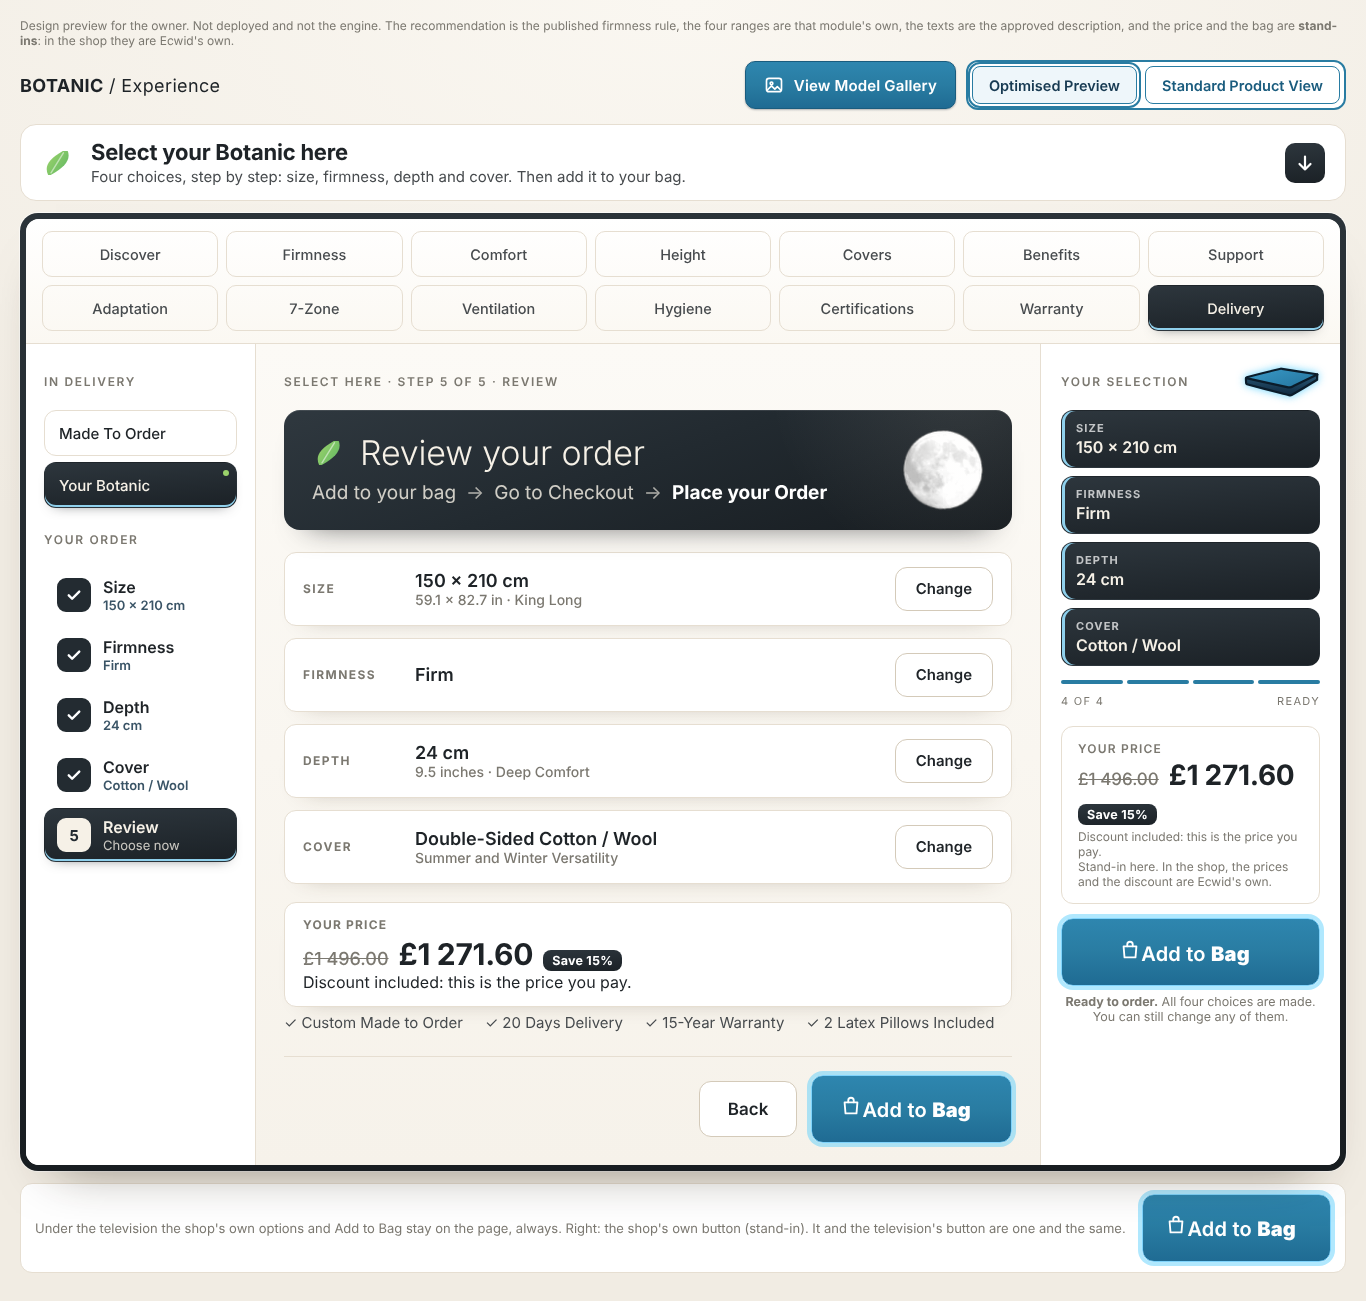 Design preview for the owner. Not deployed and not the engine. The recommendation is the published firmness rule, the four ranges are that module's own, the texts are the approved description, and the price and the bag are stand-
ins: in the shop they are Ecwid's own.
BOTANIC / Experience
View Model Gallery
Optimised Preview
Standard Product View
Select your Botanic here
Four choices, step by step: size, firmness, depth and cover. Then add it to your bag.
Discover
Firmness
Comfort
Height
Covers
Benefits
Support
Adaptation
7-Zone
Ventilation
Hygiene
Certifications
Warranty
Delivery
IN DELIVERY
Made To Order
Your Botanic
YOUR ORDER
Size
150 × 210 cm
Firmness
Firm
Depth
24 cm
Cover
Cotton / Wool
5
Review
Choose now
SELECT HERE · STEP 5 OF 5 · REVIEW
Review your order
Add to your bag → Go to Checkout → Place your Order
SIZE
150 × 210 cm
59.1 × 82.7 in · King Long
Change
FIRMNESS
Firm
Change
DEPTH
24 cm
9.5 inches · Deep Comfort
Change
COVER
Double-Sided Cotton / Wool
Summer and Winter Versatility
Change
YOUR PRICE
£1 496.00 £1 271.60 Save 15%
Discount included: this is the price you pay.
✓ Custom Made to Order ✓ 20 Days Delivery ✓ 15-Year Warranty ✓ 2 Latex Pillows Included
Back
Add to Bag
YOUR SELECTION
SIZE
150 × 210 cm
FIRMNESS
Firm
DEPTH
24 cm
COVER
Cotton / Wool
4 OF 4
READY
YOUR PRICE
£1 496.00 £1 271.60
Save 15%
Discount included: this is the price you
pay.
Stand-in here. In the shop, the prices
and the discount are Ecwid's own.
Add to Bag
Ready to order. All four choices are made.
You can still change any of them.
Under the television the shop's own options and Add to Bag stay on the page, always. Right: the shop's own button (stand-in). It and the television's button are one and the same.
Add to Bag